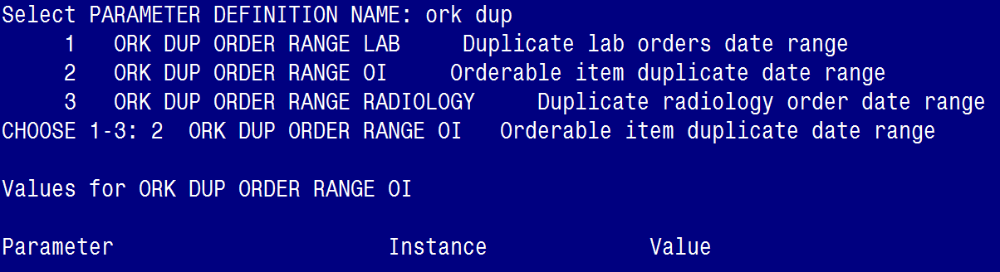 Select PARAMETER DEFINITION NAME: ork dup
1 ORK DUP ORDER RANGE LAB Duplicate lab orders date range
2 ORK DUP ORDER RANGE OI Orderable item duplicate date range
3 ORK DUP ORDER RANGE RADIOLOGY Duplicate radiology order date range
CHOOSE 1-3: 2 ORK DUP ORDER RANGE OI Orderable item duplicate date range
Values for ORK DUP ORDER RANGE OI
Parameter Instance Value